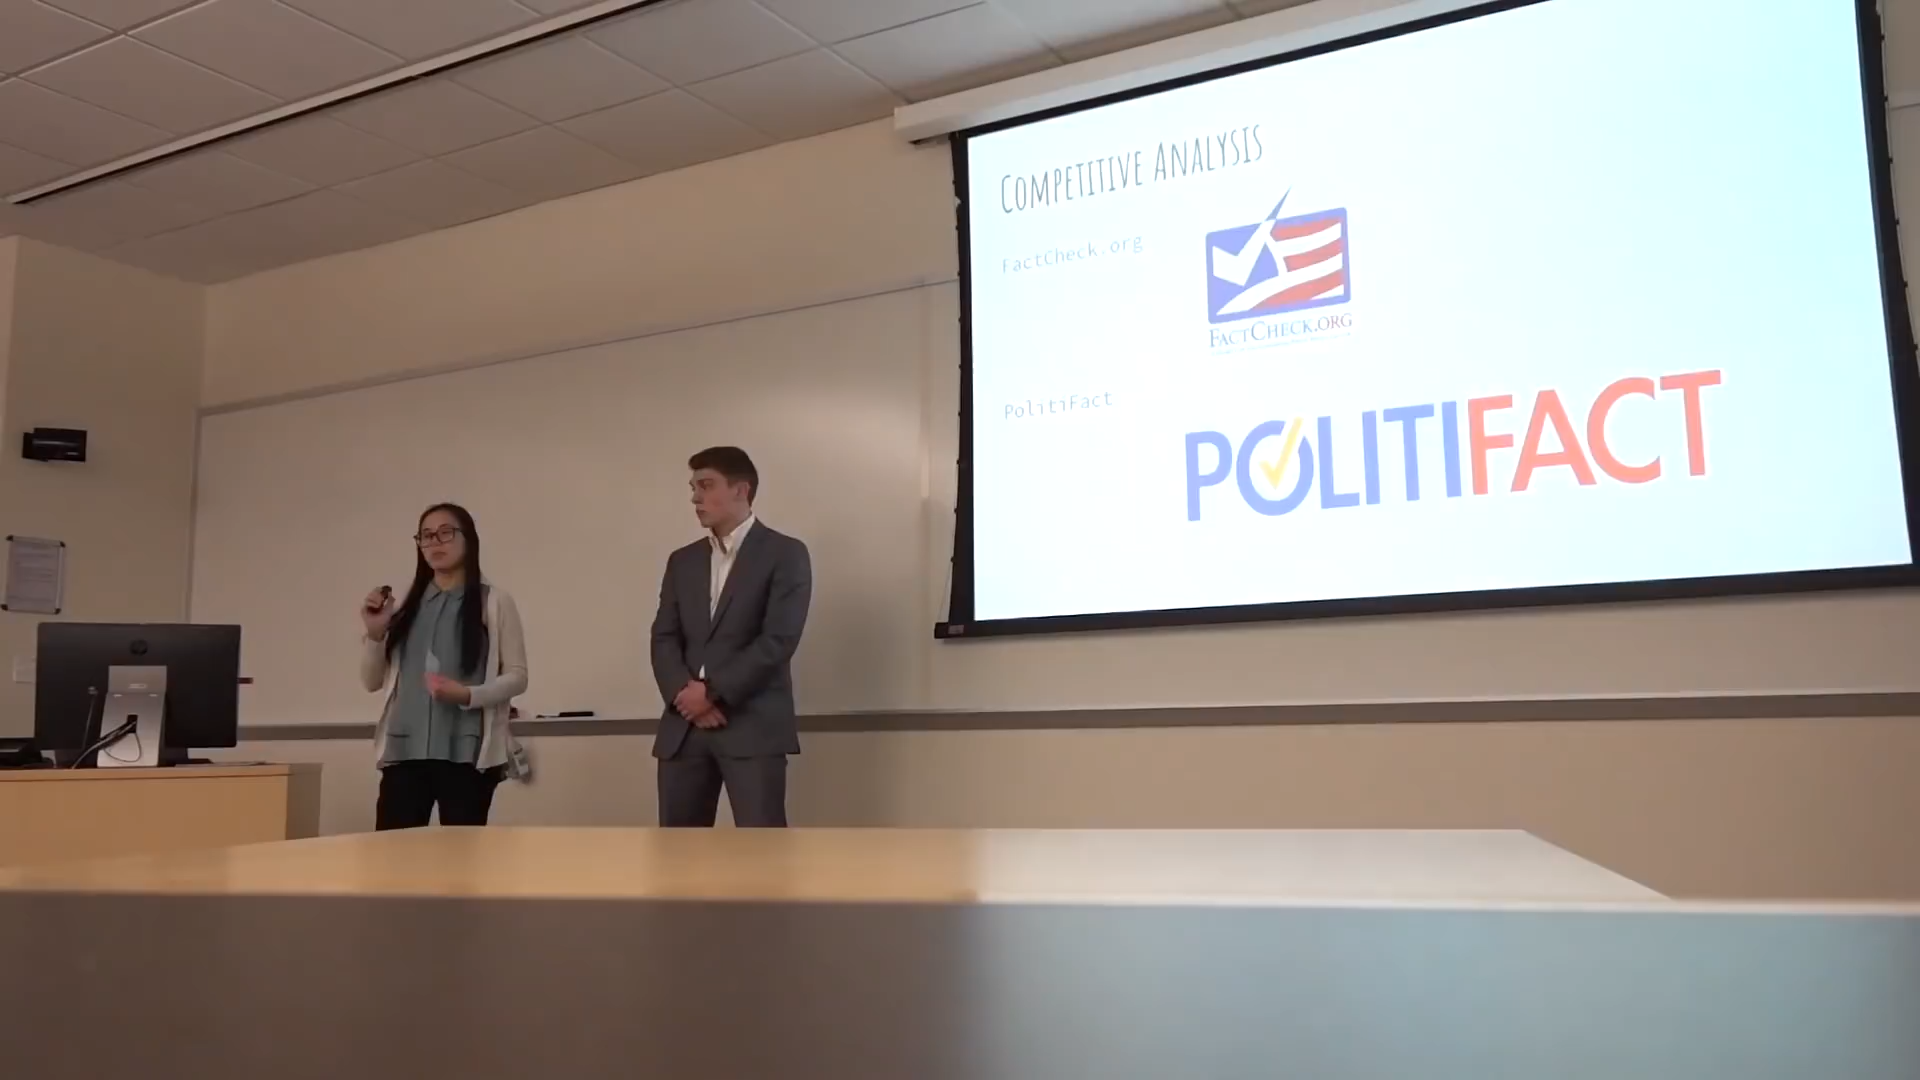 COMPETITIVE ANALYSIS
FactCheck.org
FACTCHECK.ORG
PolitiFact
POLITIFACT